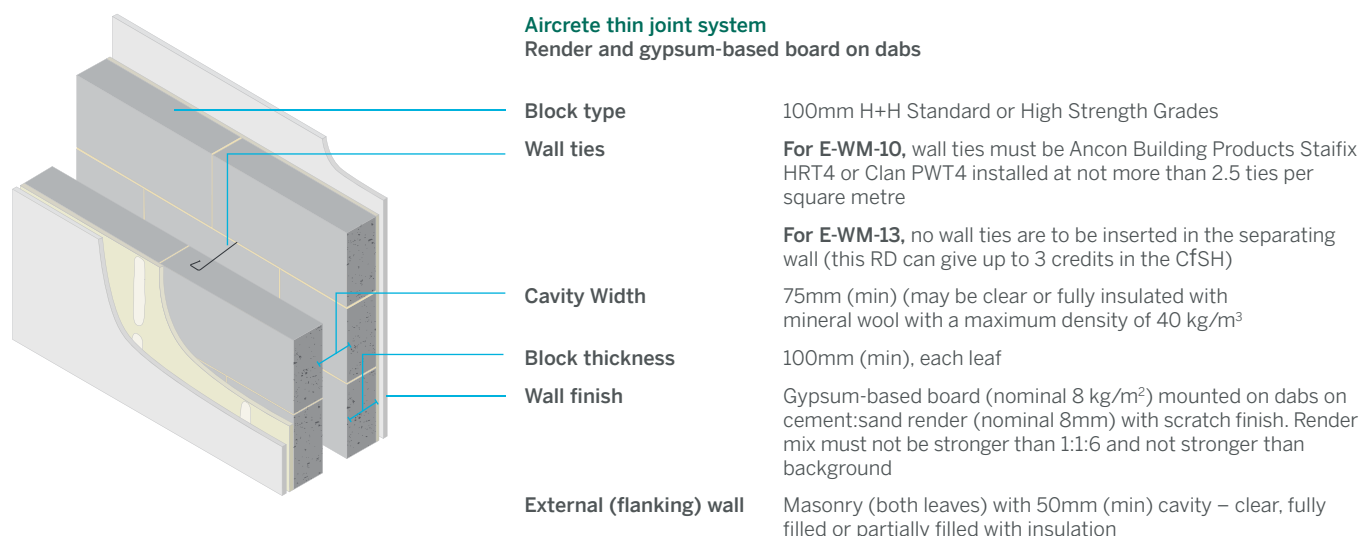 Aircrete thin joint system
Render and gypsum-based board on dabs
Block type 100mm H+H Standard or High Strength Grades
Wall ties For E-WM-10, wall ties must be Ancon Building Products Staifix
HRT4 or Clan PWT4 installed at not more than 2.5 ties per
square metre
For E-WM-13, no wall ties are to be inserted in the separating
wall (this RD can give up to 3 credits in the CfSH)
Cavity Width 75mm (min) (may be clear or fully insulated with
mineral wool with a maximum density of 40 kg/m³
Block thickness 100mm (min), each leaf
Wall finish Gypsum-based board (nominal 8 kg/m²) mounted on dabs on
cement:sand render (nominal 8mm) with scratch finish. Render
mix must not be stronger than 1:1:6 and not stronger than
background
External (flanking) wall Masonry (both leaves) with 50mm (min) cavity – clear, fully
filled or partially filled with insulation